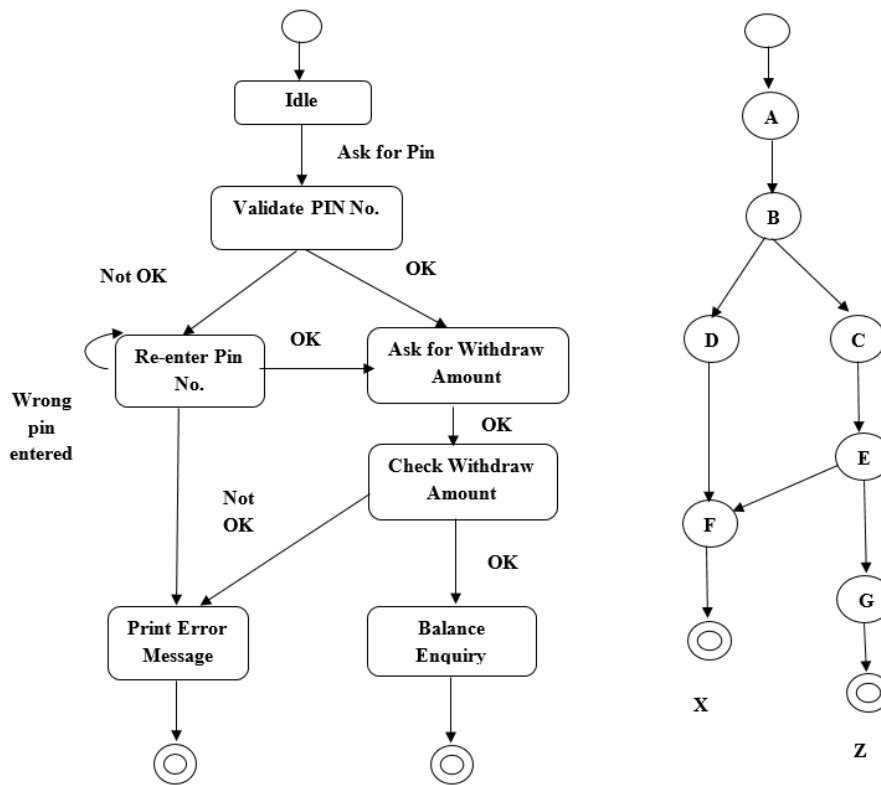 Idle
Ask for Pin
Validate PIN No.
Not OK
OK
Re-enter Pin
No.
OK
Ask for Withdraw
Amount
Wrong
pin
entered
OK
Check Withdraw
Amount
Not
OK
OK
Print Error
Message
Balance
Enquiry
A
B
D
C
E
F
G
X
Z